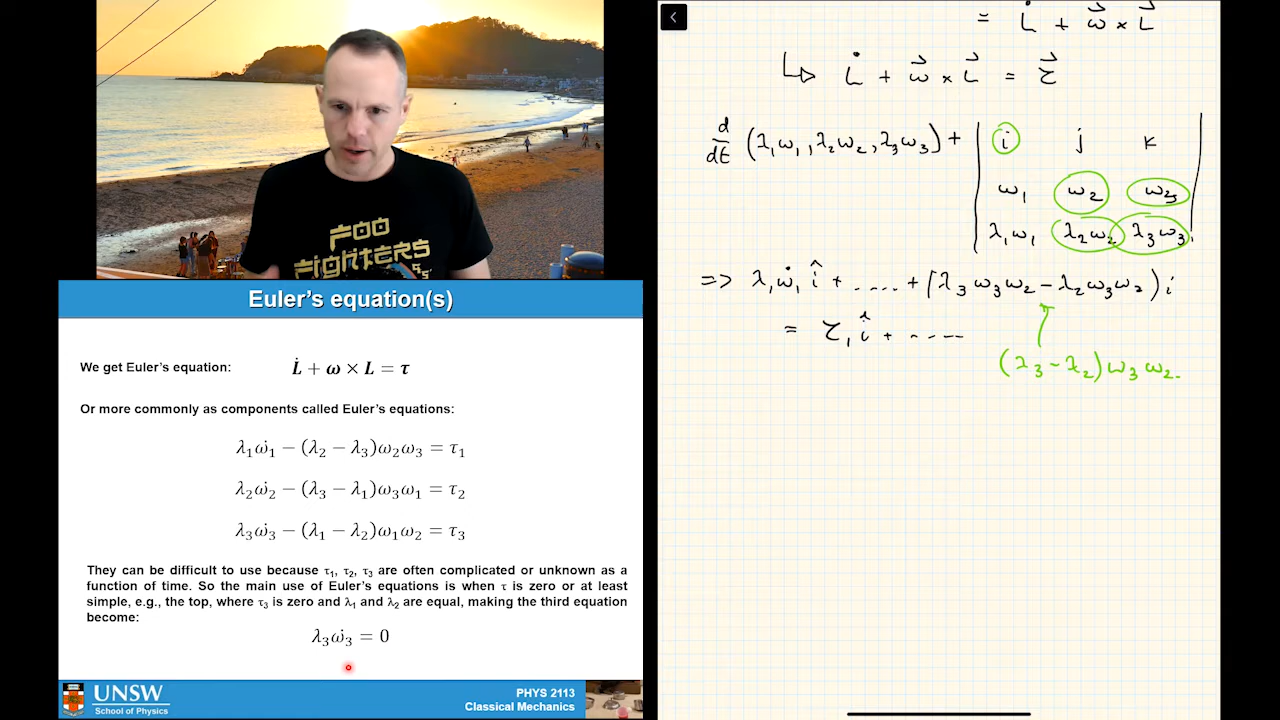 FOO
FIGHTERS
Euler's equation(s)
We get Euler's equation: L̇ + ω × L = τ
Or more commonly as components called Euler's equations:
λ₁ω̇₁ − (λ₂ − λ₃)ω₂ω₃ = τ₁
λ₂ω̇₂ − (λ₃ − λ₁)ω₃ω₁ = τ₂
λ₃ω̇₃ − (λ₁ − λ₂)ω₁ω₂ = τ₃
They can be difficult to use because τ₁, τ₂, τ₃ are often complicated or unknown as a
function of time. So the main use of Euler's equations is when τ is zero or at least
simple, e.g., the top, where τ₃ is zero and λ₁ and λ₂ are equal, making the third equation
become:
λ₃ω̇₃ = 0
UNSW
School of Physics
PHYS 2113
Classical Mechanics
= L̇ + ω⃗ × L⃗
↳ L̇ + ω⃗ × L⃗ = τ⃗
d/dt (λ₁ω₁, λ₂ω₂, λ₃ω₃) + | i j k
ω₁ ω₂ ω₃
λ₁ω₁ λ₂ω₂ λ₃ω₃ |
=> λ₁ω̇₁ î + .... + (λ₃ω₃ω₂ − λ₂ω₃ω₂) i
= τ₁ î + ....
(λ₃ − λ₂) ω₃ω₂